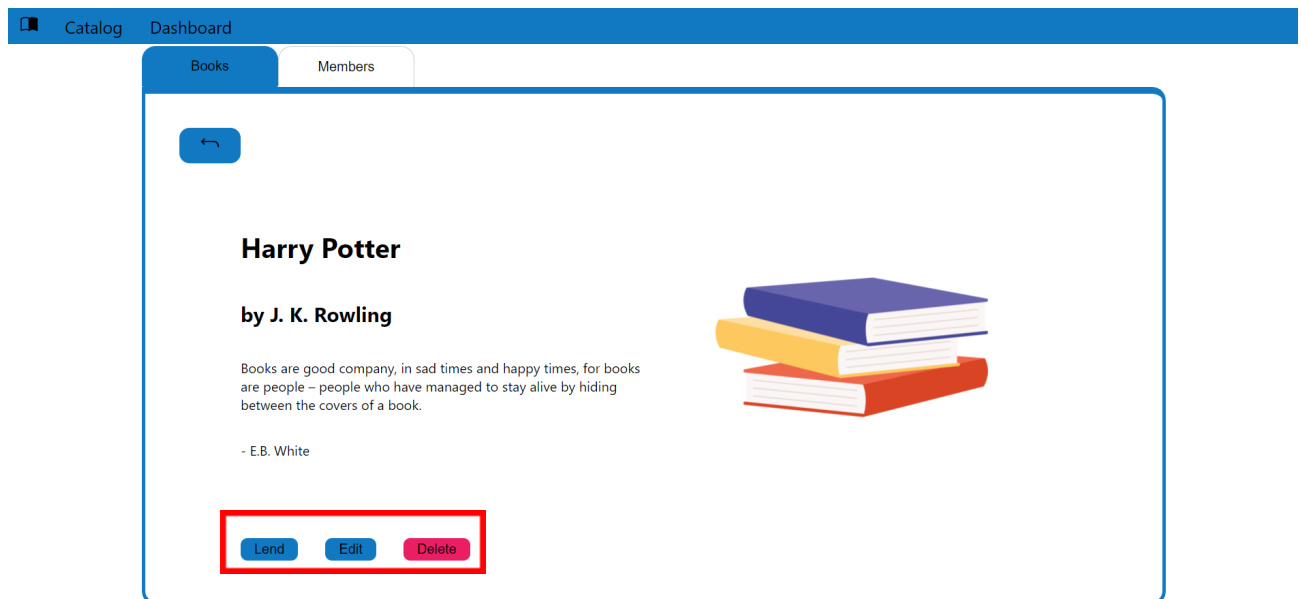 Catalog Dashboard
Books Members
Harry Potter
by J. K. Rowling
Books are good company, in sad times and happy times, for books
are people – people who have managed to stay alive by hiding
between the covers of a book.
- E.B. White
Lend Edit Delete